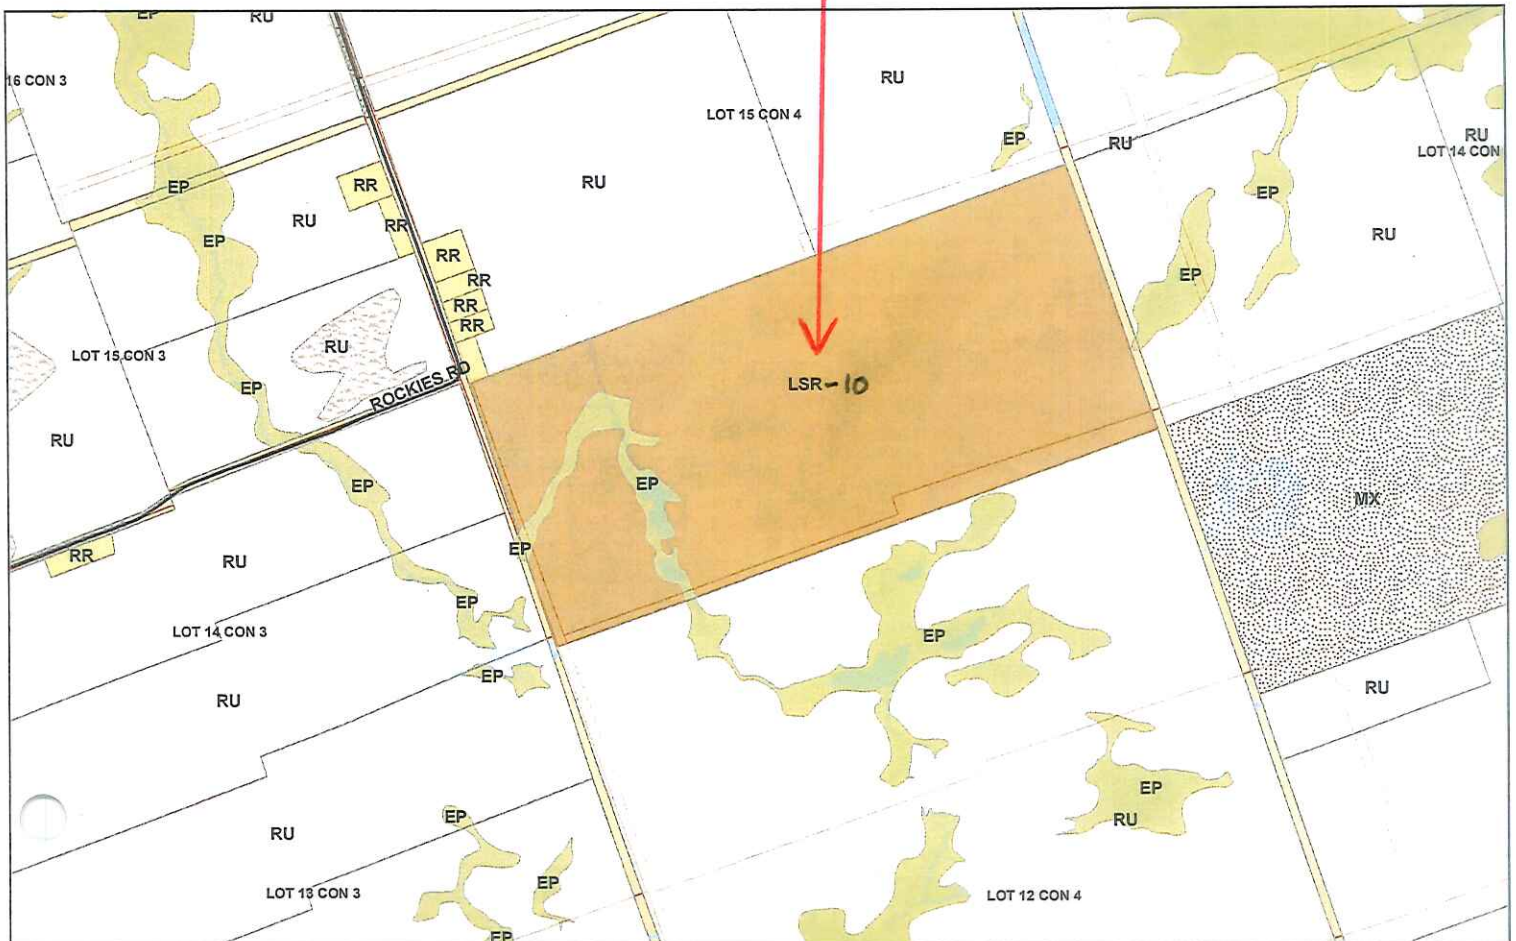 EP
RU
16 CON 3
RU
LOT 15 CON 4
EP
RU
RU
LOT 14 CON
EP
RR
RU
EP
RU
RR
RU
EP
RR
RU
EP
RR
RR
RR
RU
LOT 15 CON 3
ROCKIES RD
LSR-10
EP
RU
EP
EP
MX
EP
RR
RU
EP
LOT 14 CON 3
EP
EP
RU
RU
EP
RU
EP
RU
EP
LOT 13 CON 3
LOT 12 CON 4
EP